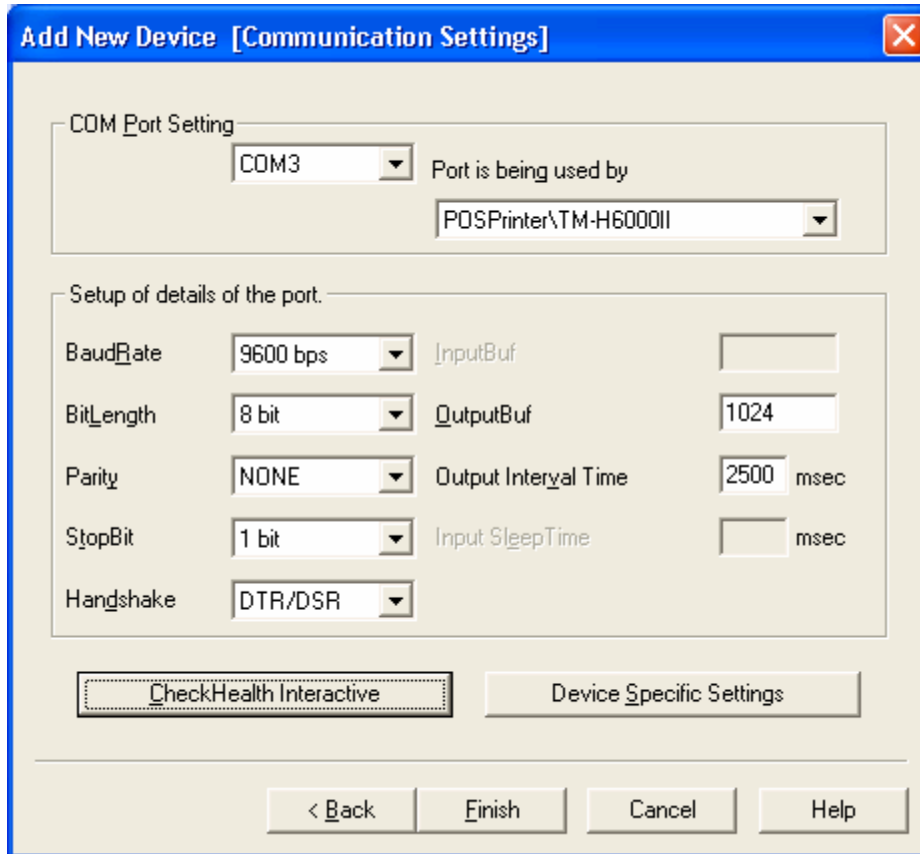 Add New Device [Communication Settings]
COM Port Setting
COM3
Port is being used by
POSPrinter\TM-H6000II
Setup of details of the port.
BaudRate 9600 bps InputBuf
BitLength 8 bit OutputBuf 1024
Parity NONE Output Interval Time 2500 msec
StopBit 1 bit Input SleepTime msec
Handshake DTR/DSR
CheckHealth Interactive Device Specific Settings
< Back Finish Cancel Help